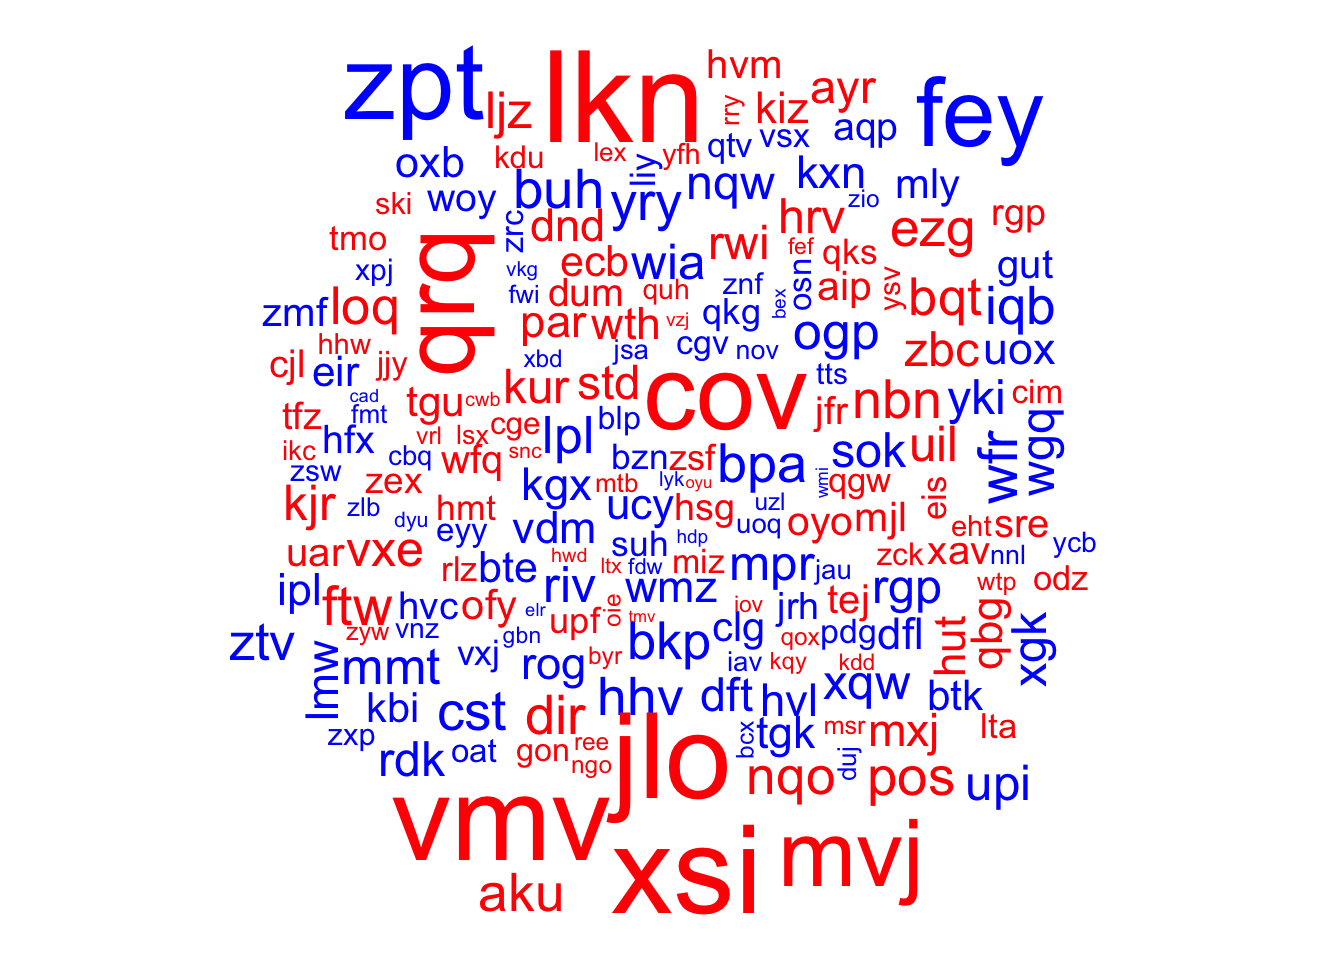 zpt ljz lkn hvm rry kiz ayr fey
oxb kdu lex liy yfh qtv vsx aqp
ski woy buh yry nqw kxn zio mly
tmo qrq zrc dnd rwi hrv ezg rgp
xpj vkg ecb wia fef qks gut
zmf loq fwi dum quh znf bex osn aip ysv bqt iqb
hhw par wth vzj qkg ogp
cjl eir jjy xbd jsa cgv nov zbc uox
cad kur std cov tts
tfz fmt tgu cwb cge lpl blp jfr nbn yki cim
ikc hfx vrl lsx snc sok uil wfr wgq
zsw cbq wfq bzn zsf bpa
zex kgx mtb lyk oyu wmi qgw eis
kjr zlb hmt ucy hsg uzl
dyu eyy vdm uoq oyo mjl eht sre
uar vxe hwd suh hdp zck xav nnl ycb
rlz bte ltx fdw miz mpr jau wtp odz
ipl ftw hvc ofy elr riv oie wmz jov jrh tej rgp
ztv zyw vnz gbn upf tmv bkp clg qox pdg dfl hut qbg xgk
lmw mmt vxj rog byr iav kqy kdd
kbi cst hhv dft hyl xqw btk
zxp dir ree bcx tgk msr mxj lta
rdk oat gon ngo jlo nqo duj pos upi
vmv xsi mvj
aku